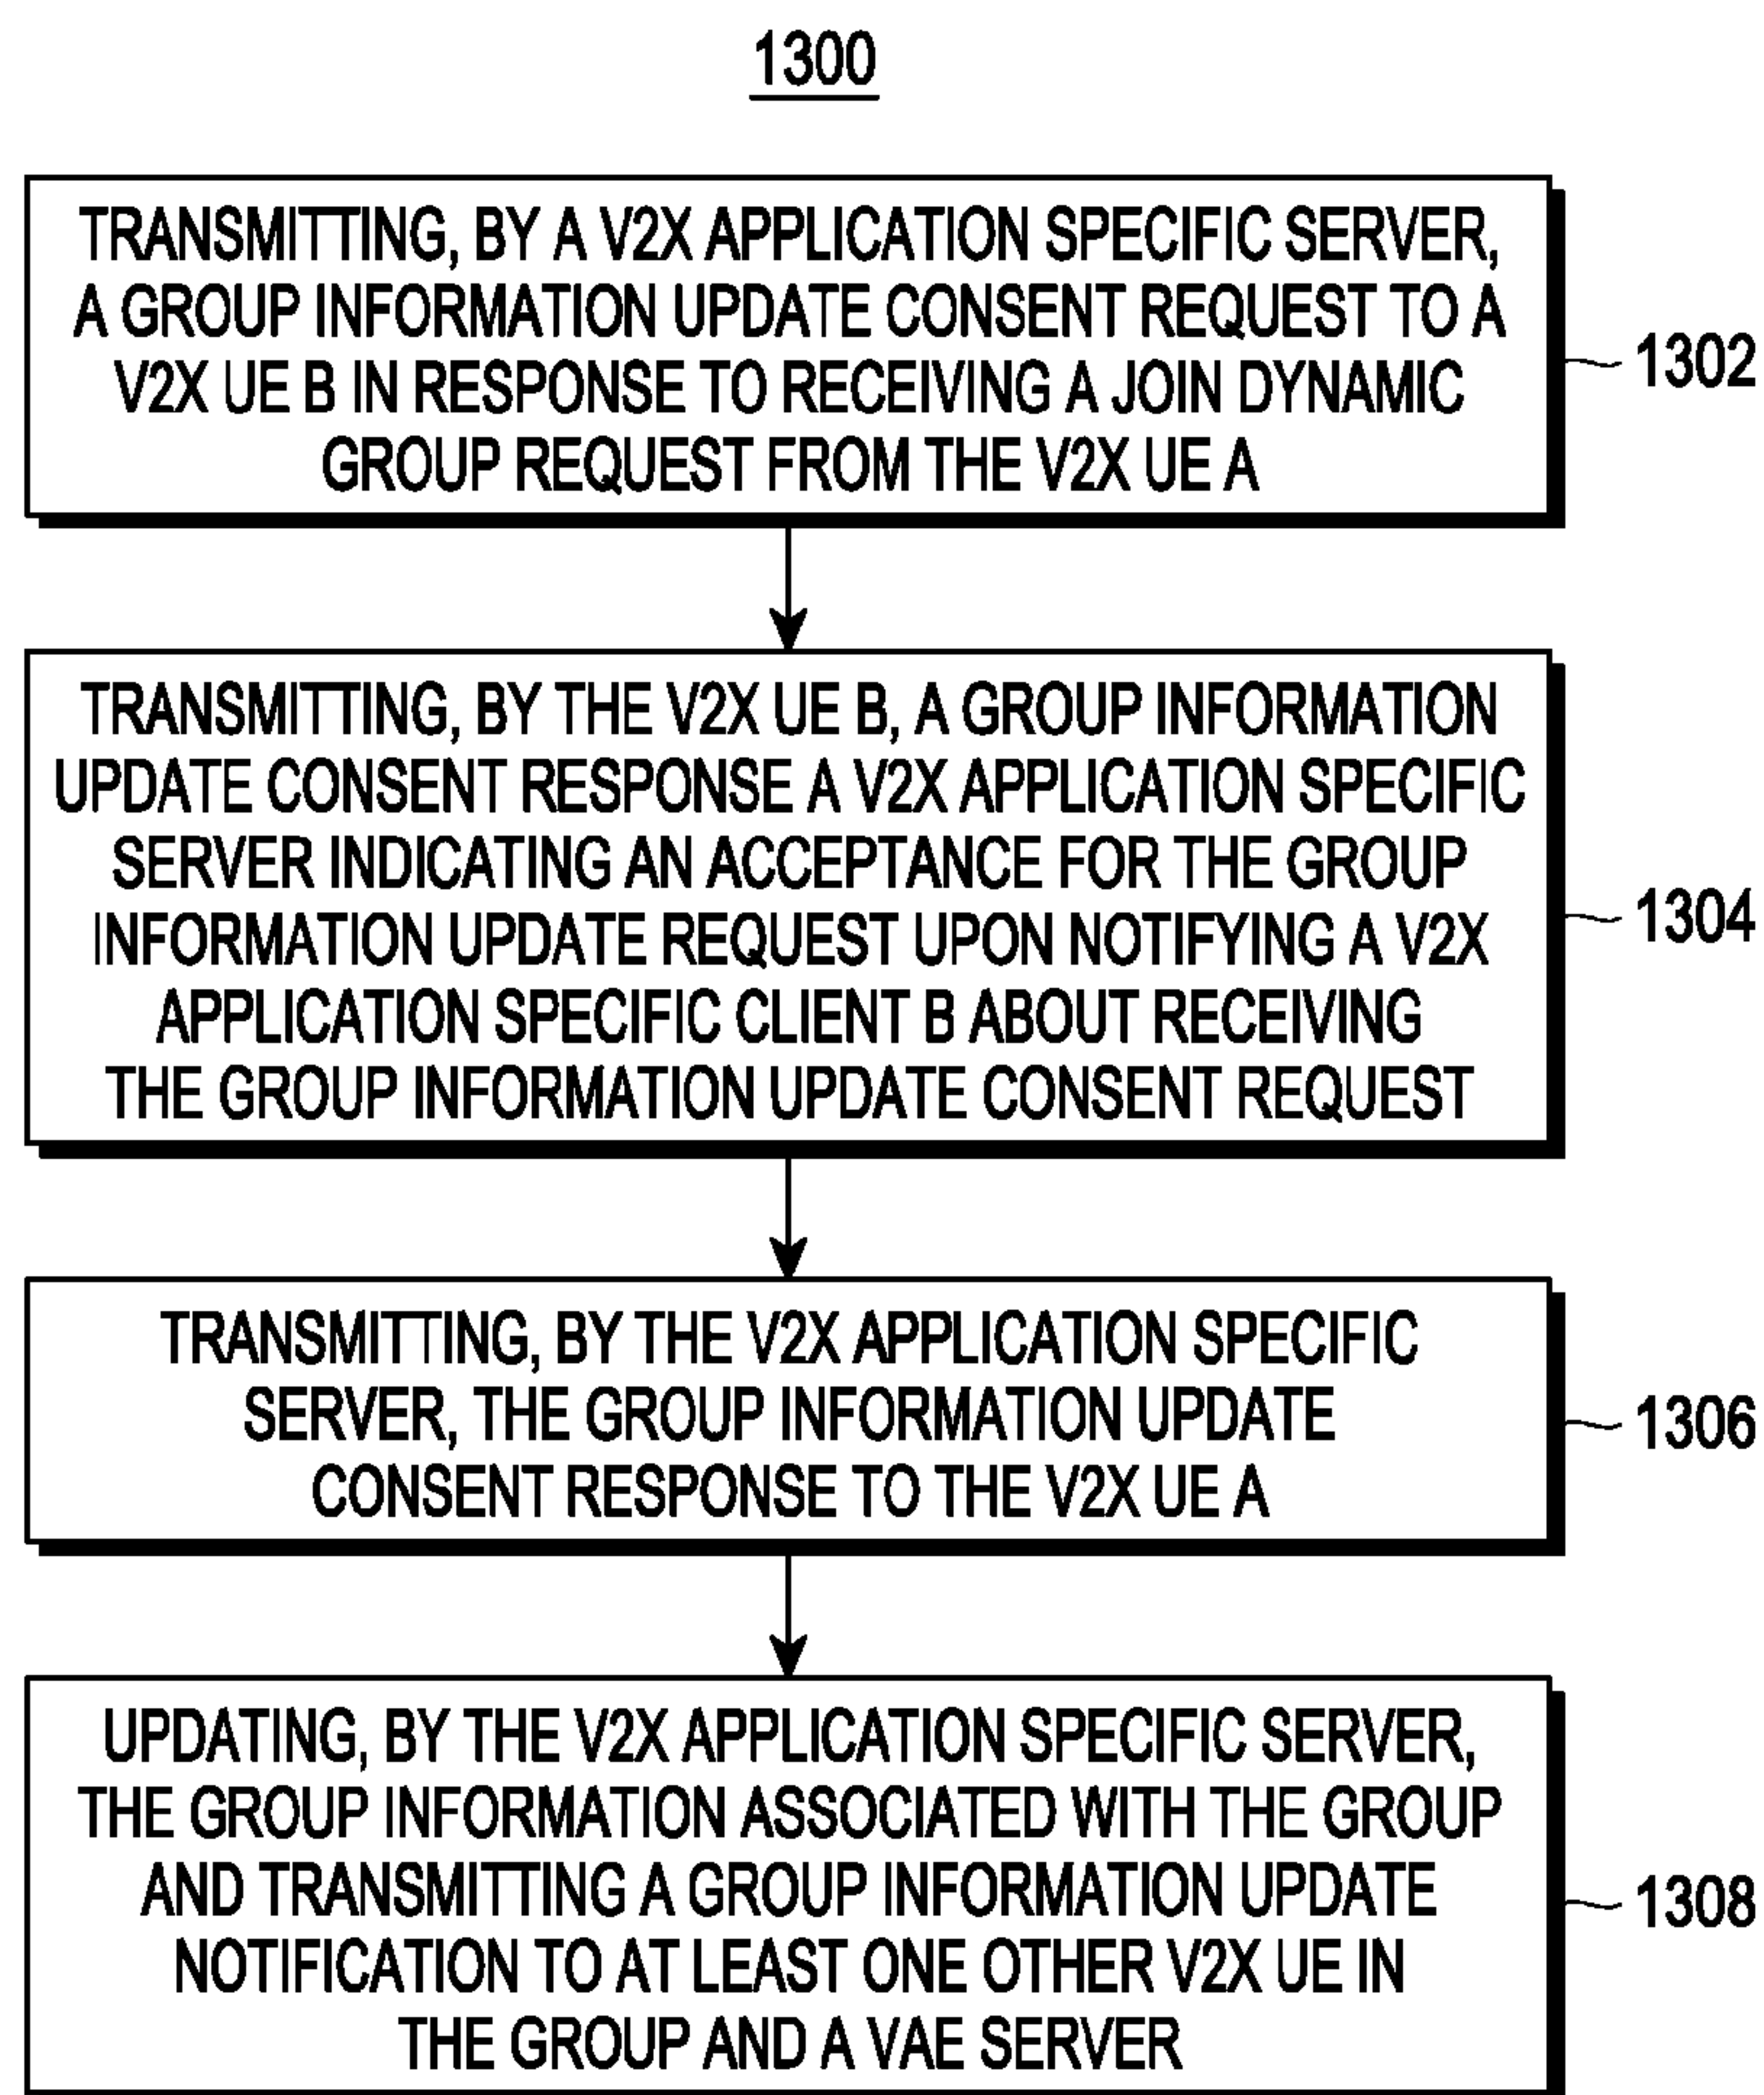 1300
TRANSMITTING, BY A V2X APPLICATION SPECIFIC SERVER,
A GROUP INFORMATION UPDATE CONSENT REQUEST TO A
V2X UE B IN RESPONSE TO RECEIVING A JOIN DYNAMIC
GROUP REQUEST FROM THE V2X UE A
1302
TRANSMITTING, BY THE V2X UE B, A GROUP INFORMATION
UPDATE CONSENT RESPONSE A V2X APPLICATION SPECIFIC
SERVER INDICATING AN ACCEPTANCE FOR THE GROUP
INFORMATION UPDATE REQUEST UPON NOTIFYING A V2X
APPLICATION SPECIFIC CLIENT B ABOUT RECEIVING
THE GROUP INFORMATION UPDATE CONSENT REQUEST
1304
TRANSMITTING, BY THE V2X APPLICATION SPECIFIC
SERVER, THE GROUP INFORMATION UPDATE
CONSENT RESPONSE TO THE V2X UE A
1306
UPDATING, BY THE V2X APPLICATION SPECIFIC SERVER,
THE GROUP INFORMATION ASSOCIATED WITH THE GROUP
AND TRANSMITTING A GROUP INFORMATION UPDATE
NOTIFICATION TO AT LEAST ONE OTHER V2X UE IN
THE GROUP AND A VAE SERVER
1308